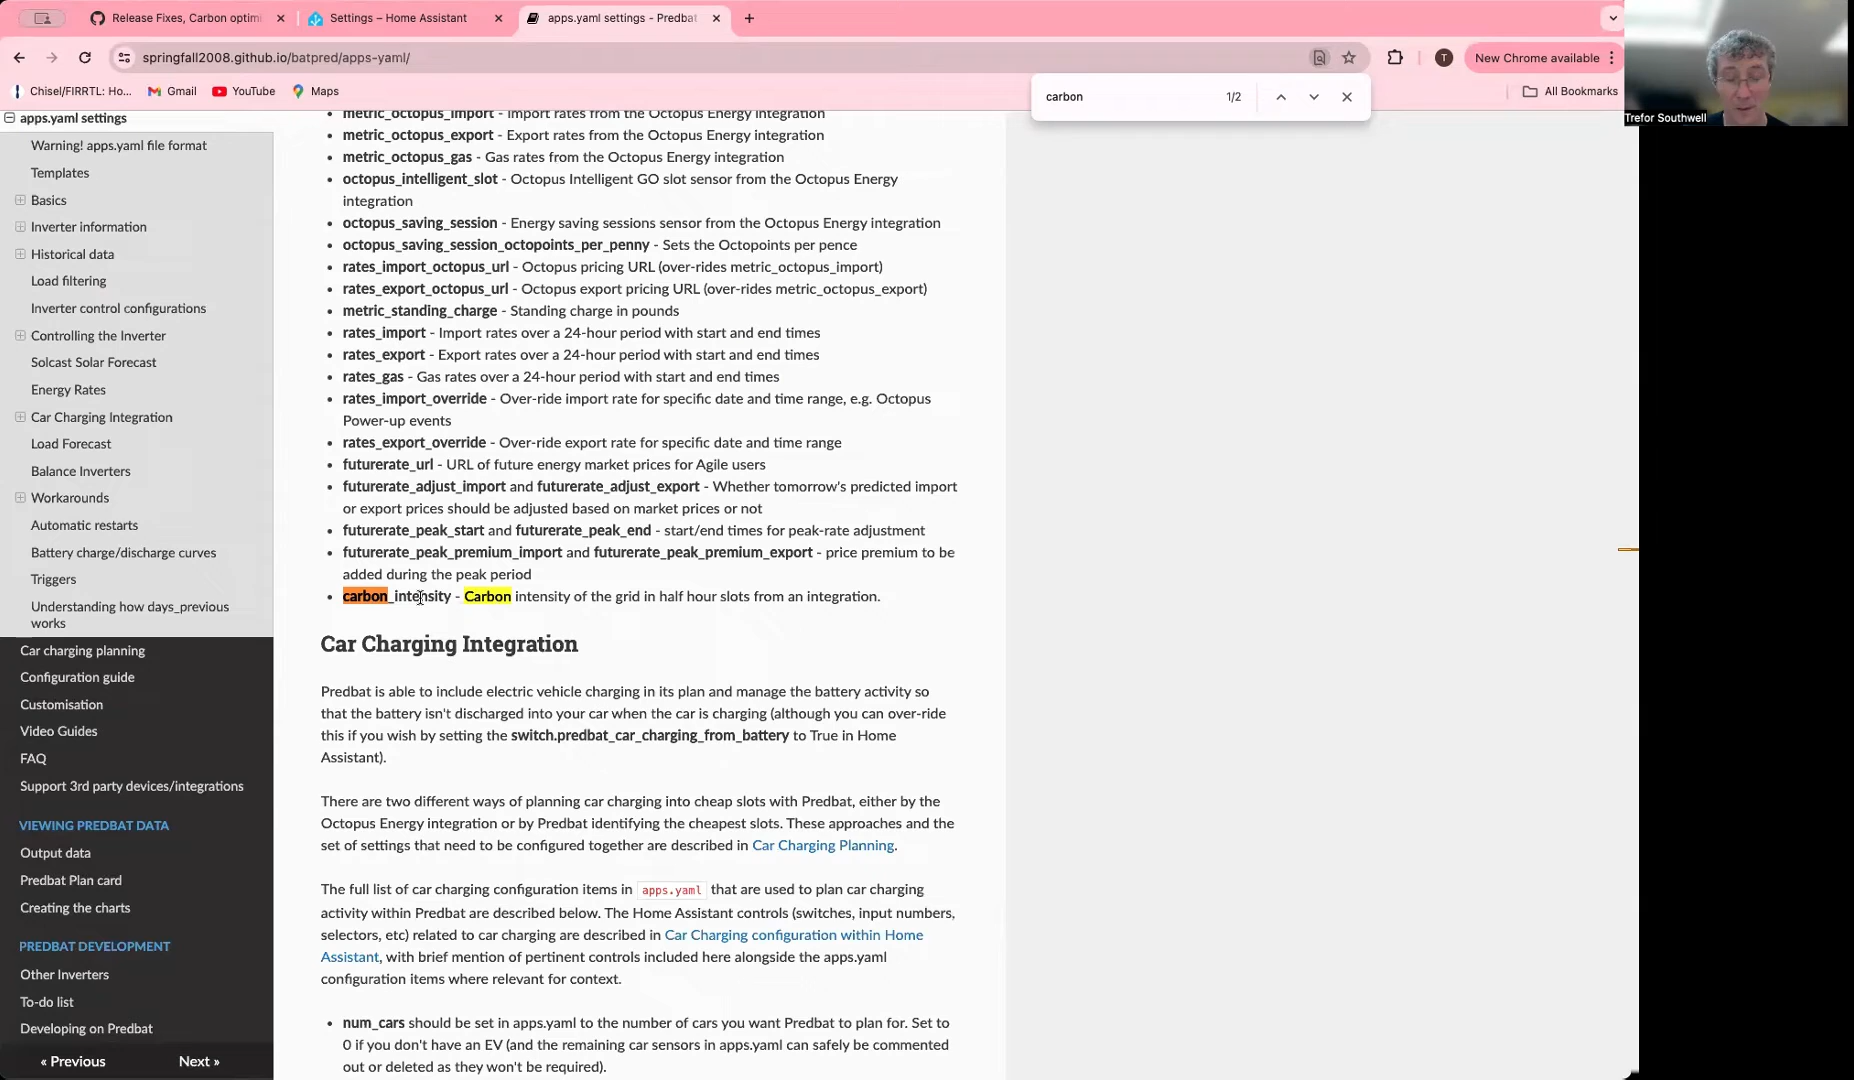 Release Fixes, Carbon optimi
Settings – Home Assistant
apps.yaml settings - Predbat
springfall2008.github.io/batpred/apps-yaml/
T
New Chrome available
Chisel/FIRRTL: Ho...
Gmail
YouTube
Maps
carbon
1/2
All Bookmarks
Trefor Southwell
apps.yaml settings
Warning! apps.yaml file format
Templates
Basics
Inverter information
Historical data
Load filtering
Inverter control configurations
Controlling the Inverter
Solcast Solar Forecast
Energy Rates
Car Charging Integration
Load Forecast
Balance Inverters
Workarounds
Automatic restarts
Battery charge/discharge curves
Triggers
Understanding how days_previous
works
Car charging planning
Configuration guide
Customisation
Video Guides
FAQ
Support 3rd party devices/integrations
VIEWING PREDBAT DATA
Output data
Predbat Plan card
Creating the charts
PREDBAT DEVELOPMENT
Other Inverters
To-do list
Developing on Predbat
« Previous
Next »
metric_octopus_import - Import rates from the Octopus Energy integration
metric_octopus_export - Export rates from the Octopus Energy integration
metric_octopus_gas - Gas rates from the Octopus Energy integration
octopus_intelligent_slot - Octopus Intelligent GO slot sensor from the Octopus Energy
integration
octopus_saving_session - Energy saving sessions sensor from the Octopus Energy integration
octopus_saving_session_octopoints_per_penny - Sets the Octopoints per pence
rates_import_octopus_url - Octopus pricing URL (over-rides metric_octopus_import)
rates_export_octopus_url - Octopus export pricing URL (over-rides metric_octopus_export)
metric_standing_charge - Standing charge in pounds
rates_import - Import rates over a 24-hour period with start and end times
rates_export - Export rates over a 24-hour period with start and end times
rates_gas - Gas rates over a 24-hour period with start and end times
rates_import_override - Over-ride import rate for specific date and time range, e.g. Octopus
Power-up events
rates_export_override - Over-ride export rate for specific date and time range
futurerate_url - URL of future energy market prices for Agile users
futurerate_adjust_import and futurerate_adjust_export - Whether tomorrow's predicted import
or export prices should be adjusted based on market prices or not
futurerate_peak_start and futurerate_peak_end - start/end times for peak-rate adjustment
futurerate_peak_premium_import and futurerate_peak_premium_export - price premium to be
added during the peak period
carbon_intensity - Carbon intensity of the grid in half hour slots from an integration.
Car Charging Integration
Predbat is able to include electric vehicle charging in its plan and manage the battery activity so
that the battery isn't discharged into your car when the car is charging (although you can over-ride
this if you wish by setting the switch.predbat_car_charging_from_battery to True in Home
Assistant).
There are two different ways of planning car charging into cheap slots with Predbat, either by the
Octopus Energy integration or by Predbat identifying the cheapest slots. These approaches and the
set of settings that need to be configured together are described in Car Charging Planning.
The full list of car charging configuration items in apps.yaml that are used to plan car charging
activity within Predbat are described below. The Home Assistant controls (switches, input numbers,
selectors, etc) related to car charging are described in Car Charging configuration within Home
Assistant, with brief mention of pertinent controls included here alongside the apps.yaml
configuration items where relevant for context.
num_cars should be set in apps.yaml to the number of cars you want Predbat to plan for. Set to
0 if you don't have an EV (and the remaining car sensors in apps.yaml can safely be commented
out or deleted as they won't be required).